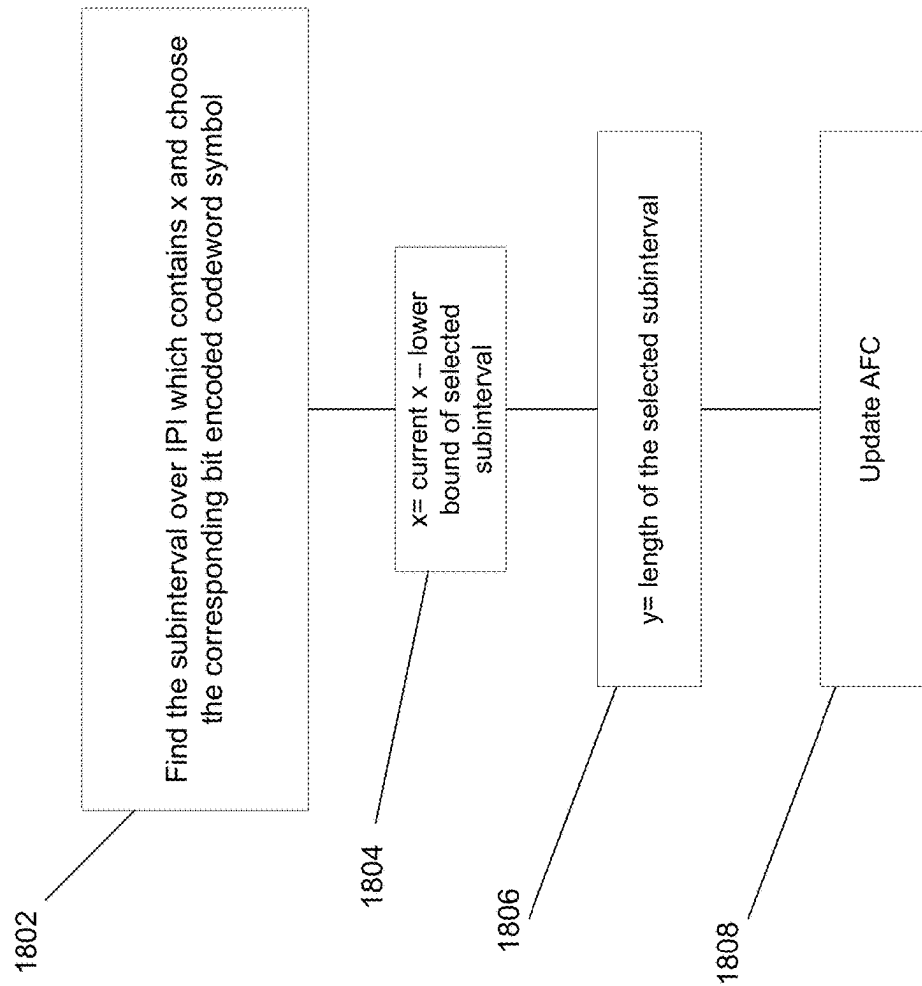 1802
Find the subinterval over |P| which contains x and choose
the corresponding bit encoded codeword symbol
1804
x= current x – lower
bound of selected
subinterval
1806
y= length of the selected subinterval
1808
Update AFC